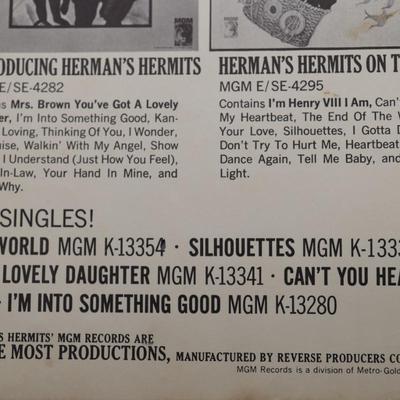 MGM
ODUCING HERMAN'S HERMITS
E/SE-4282
ns Mrs. Brown You've Got A Lovely
er, I'm Into Something Good, Kan-
Loving, Thinking Of You, I Wonder,
uise, Walkin' With My Angel, Show
I Understand (Just How You Feel),
In-Law, Your Hand In Mine, and
Why.
HERMAN'S HERMITS ON T
MGM E/SE-4295
Contains I'm Henry VIII I Am, Can'
My Heartbeat, The End Of The W
Your Love, Silhouettes, I Gotta D
Don't Try To Hurt Me, Heartbeat
Dance Again, Tell Me Baby, and
Light.
SINGLES!
WORLD MGM K-13354 · SILHOUETTES MGM K-133
LOVELY DAUGHTER MGM K-13341 · CAN'T YOU HEA
· I'M INTO SOMETHING GOOD MGM K-13280
S HERMITS' MGM RECORDS ARE
E MOST PRODUCTIONS, MANUFACTURED BY REVERSE PRODUCERS CO
MGM Records is a division of Metro-Gold